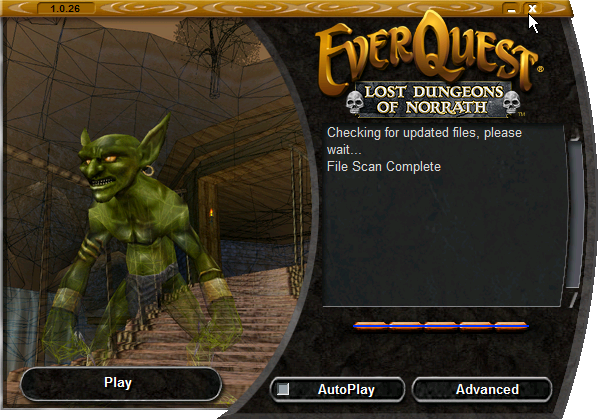 1.0.26
EverQuest®
LOST DUNGEONS
OF NORRATH™
Checking for updated files, please
wait...
File Scan Complete
Play
AutoPlay
Advanced